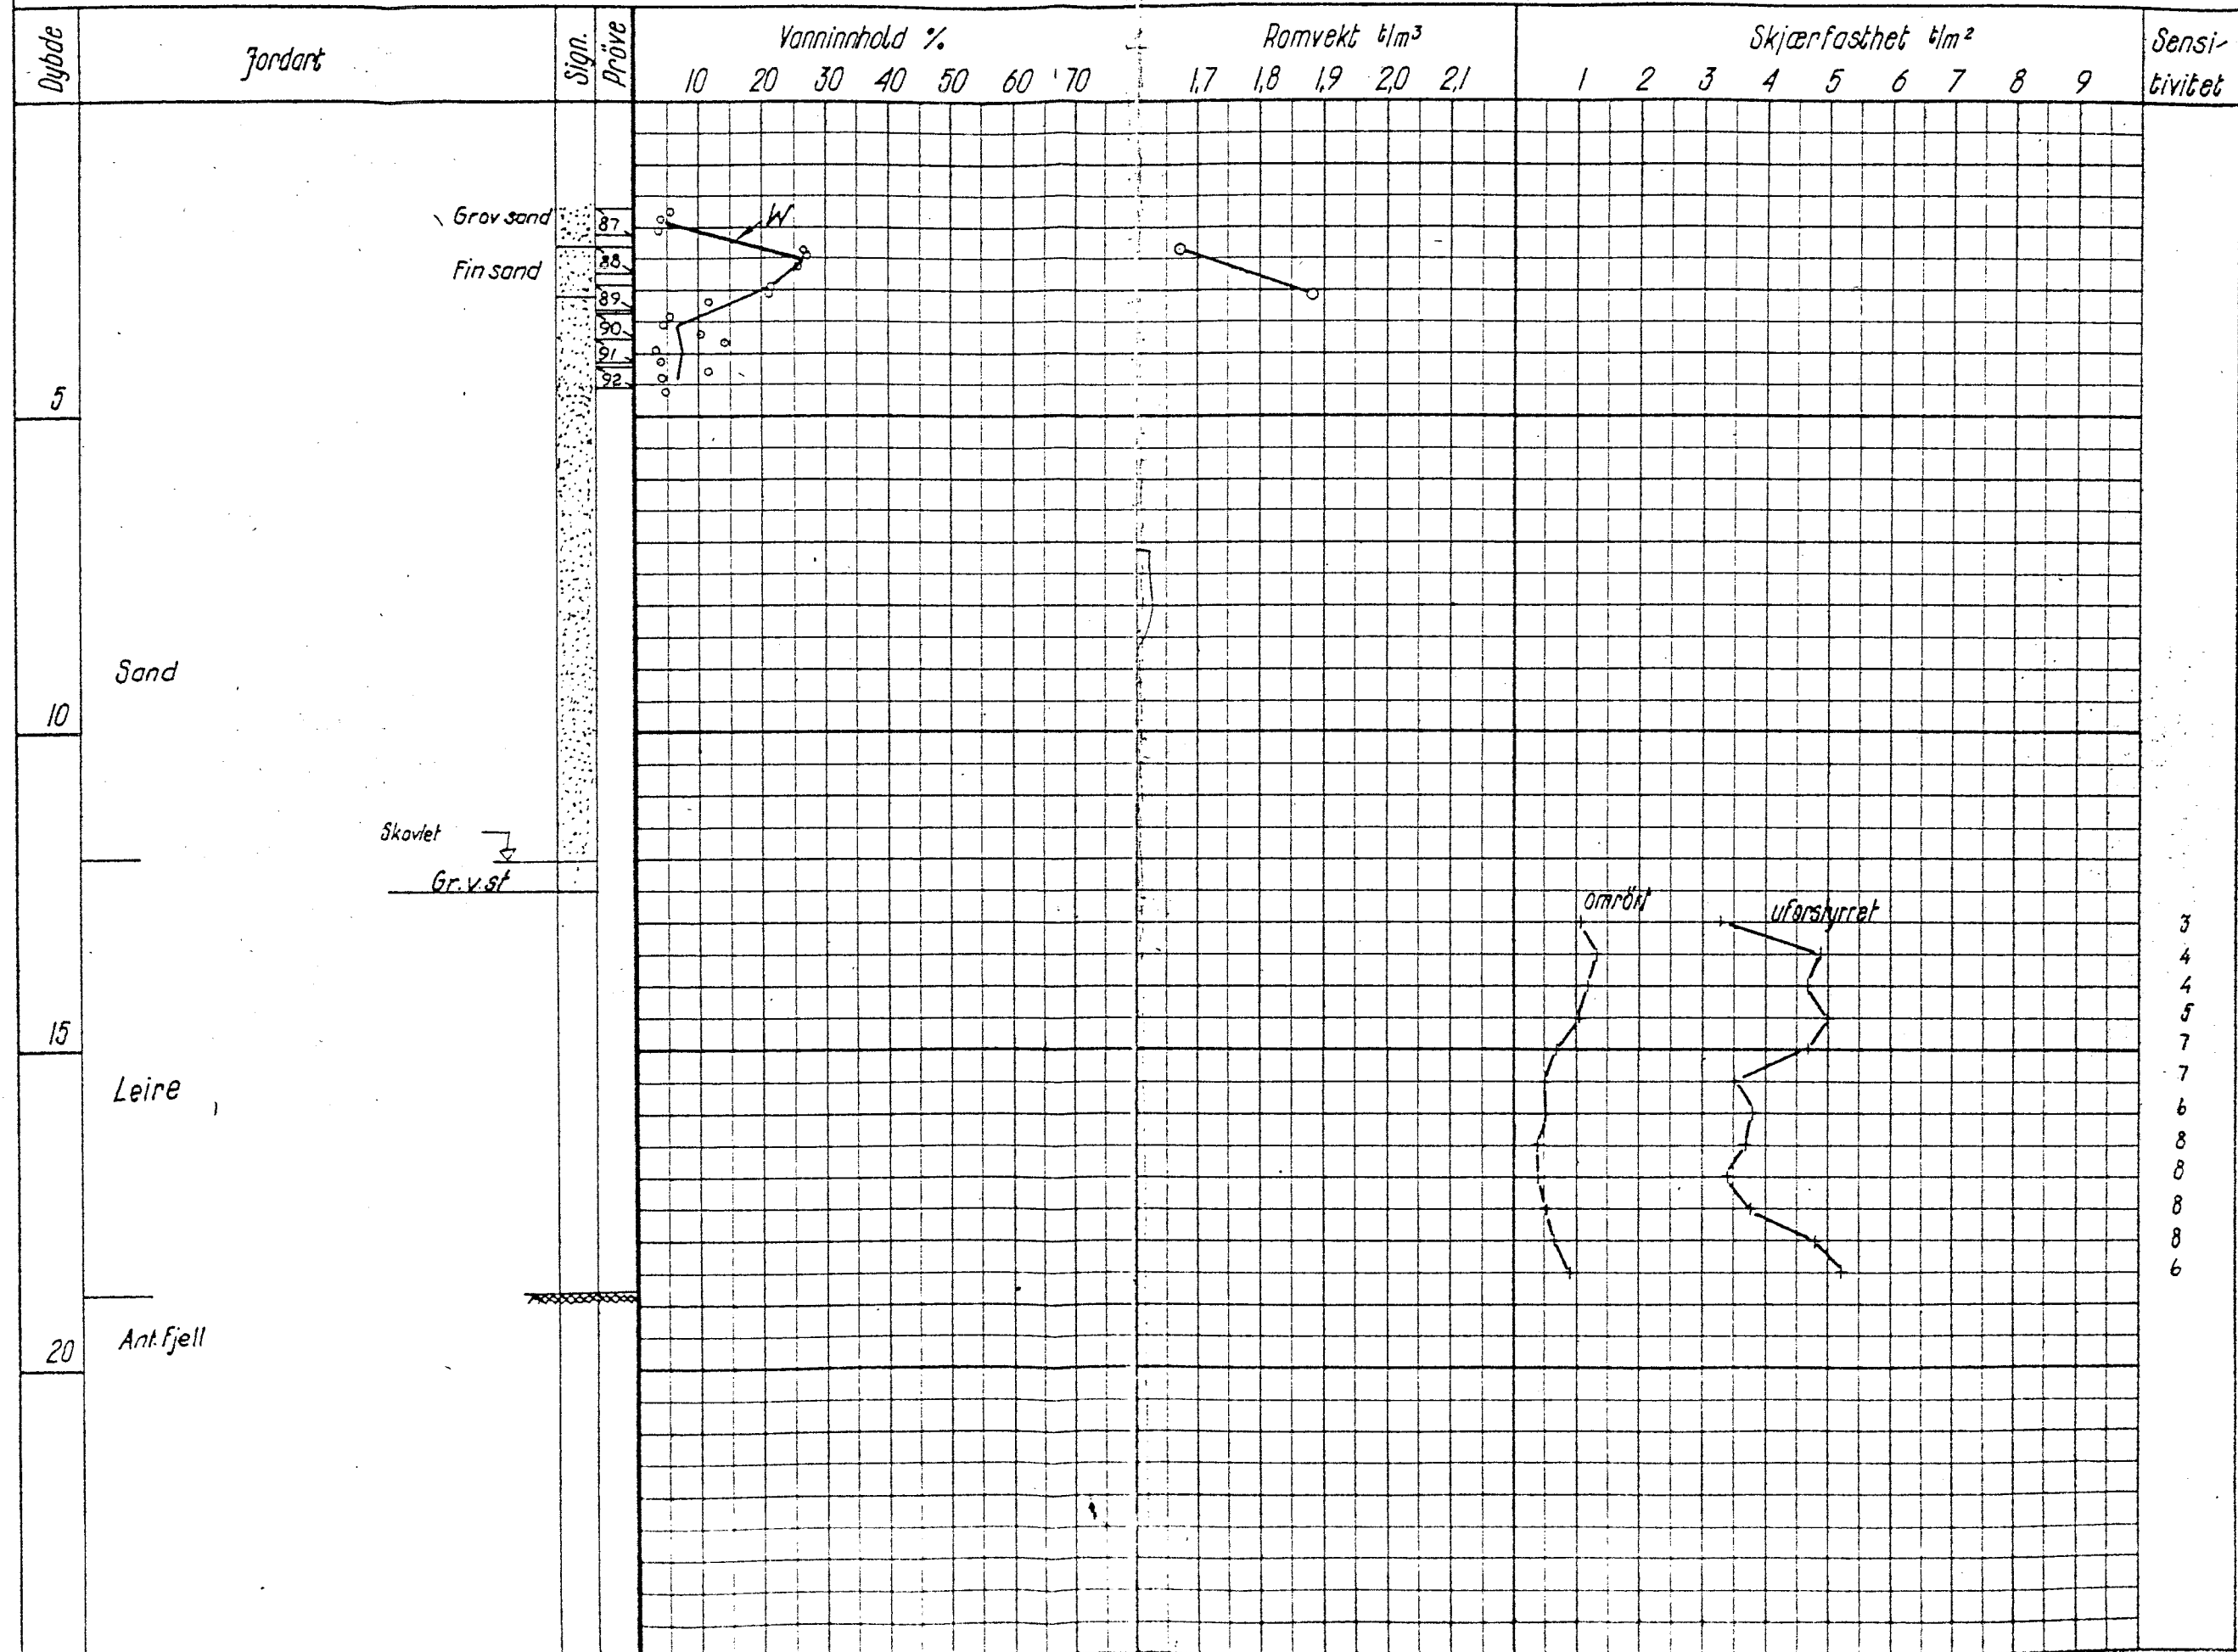 Dybde Jordart Sign. Pröve Vanninnhold % Romvekt t/m³ Skjærfasthet t/m² Sensi-
tivitet
10 20 30 40 50 60 70 1,7 1,8 1,9 2,0 2,1 1 2 3 4 5 6 7 8 9
Grov sand 87 W
Fin sand 88
89
90
91
92
5
Sand
10
Skovlet
Gr.v.st
omrört uforstyrret
3
4
4
5
15
7
7
Leire
6
8
8
8
8
6
Ant. fjell
20